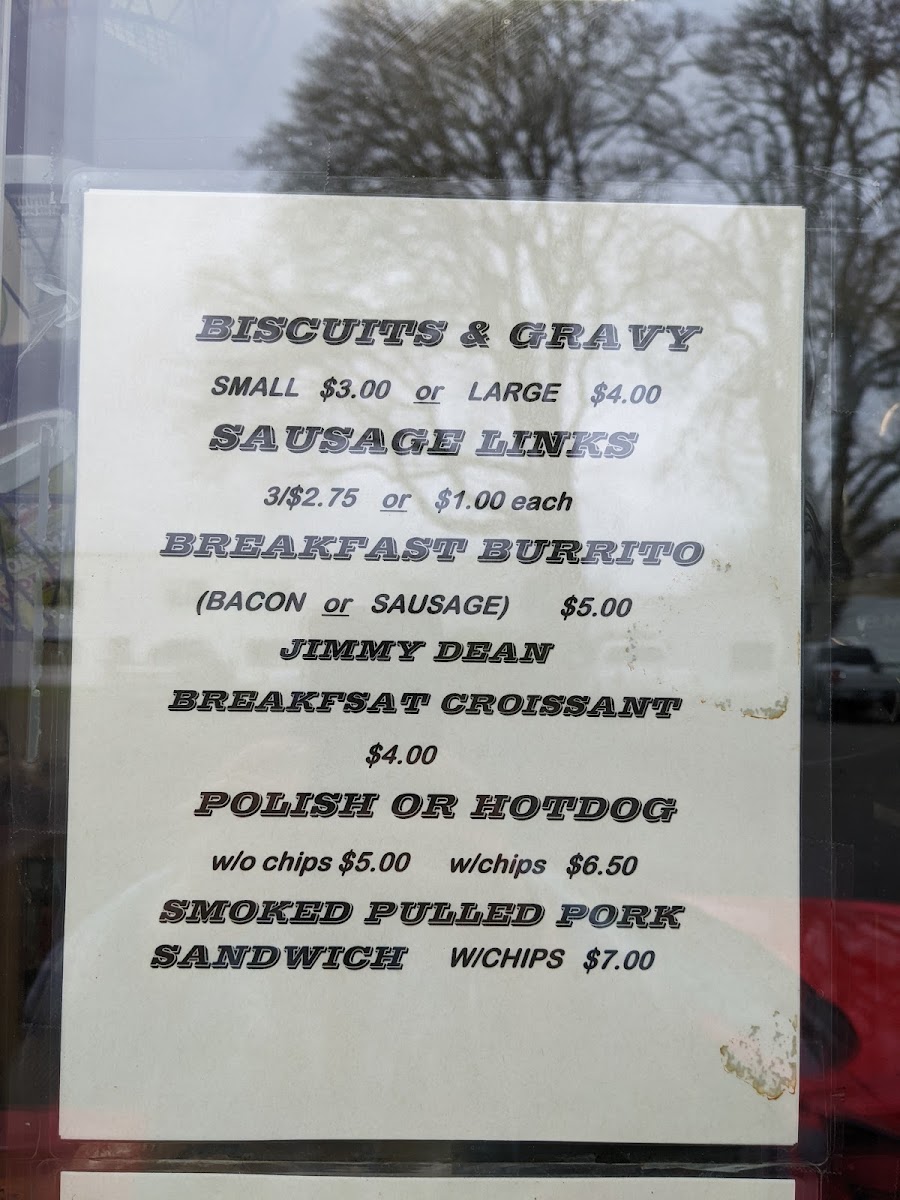 BISCUITS & GRAVY
SMALL $3.00 or LARGE $4.00
SAUSAGE LINKS
3/$2.75 or $1.00 each
BREAKFAST BURRITO
(BACON or SAUSAGE) $5.00
JIMMY DEAN
BREAKFSAT CROISSANT
$4.00
POLISH OR HOTDOG
w/o chips $5.00 w/chips $6.50
SMOKED PULLED PORK
SANDWICH W/CHIPS $7.00